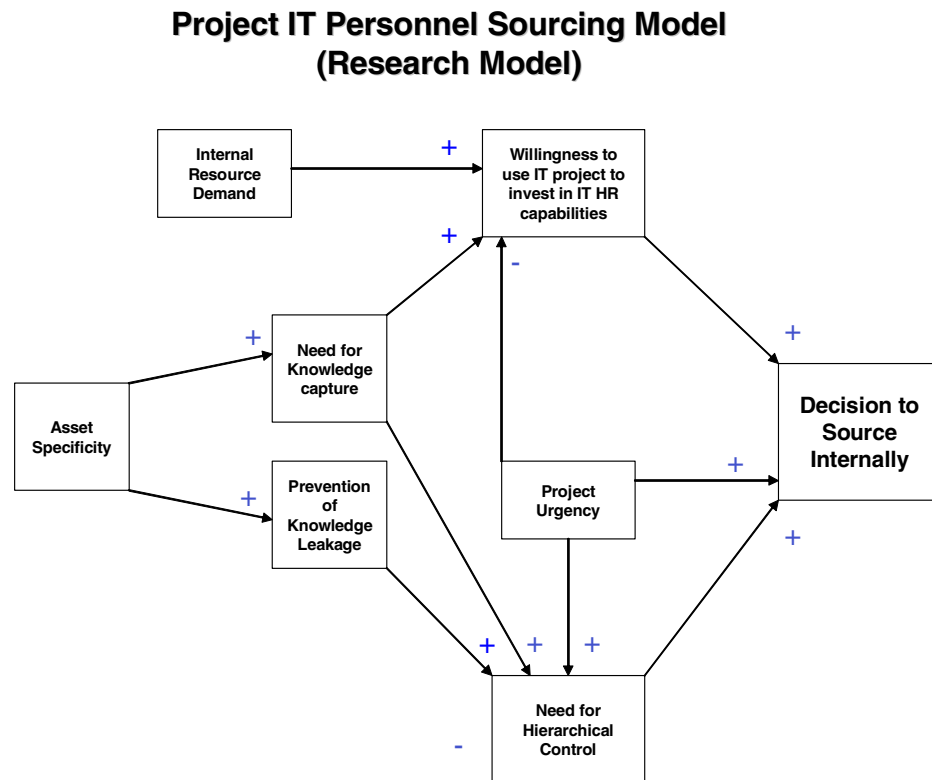 Project IT Personnel Sourcing Model
(Research Model)
Internal
Resource
Demand
+
Willingness to
use IT project to
invest in IT HR
capabilities
+
-
+
+
Need for
Knowledge
capture
Asset
Specificity
Decision to
Source
Internally
+
+
Prevention
of
Knowledge
Leakage
Project
Urgency
+
+
+
+
Need for
Hierarchical
Control
-